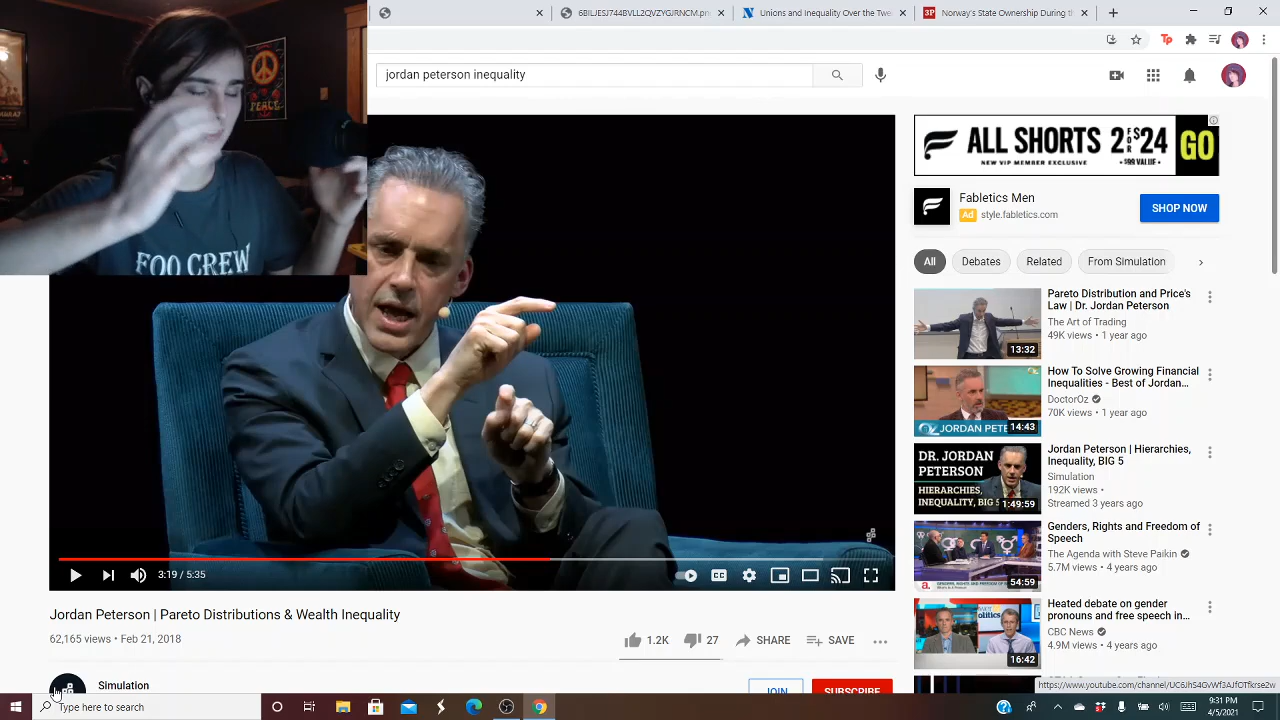 6BILJESJ744BVLL2OVZYGRNCM.pn
Unions and Inequality Over the Twe
Norway's State Ownership During th
jordan peterson inequality
PEACE
FOO CREW
ALL SHORTS 2 FOR $24 GO
NEW VIP MEMBER EXCLUSIVE
Fabletics Men
Ad style.fabletics.com
SHOP NOW
All
Debates
Related
From Simulation
Pareto Distribution and Price's
Law | Dr. Jordan Peterson
The Art of Trading
49K views • 1 year ago
13:32
How To Solve Growing Financial
Inequalities - Best of Jordan...
DoctorOz
70K views • 1 year ago
JORDAN PETE
14:43
Jordan Peterson | Hierarchies,
Inequality, BIG 5
Simulation
192K views •
Streamed 3 years ago
DR. JORDAN
PETERSON
HIERARCHIES,
INEQUALITY, BIG 5
1:49:59
Genders, Rights and Freedom of
Speech
The Agenda with Steve Paikin
5.7M views • 4 years ago
54:59
Heated debate on gender
pronouns and free speech in...
CBC News
4.9M views • 4 years ago
16:42
3:19 / 5:35
Jordan Peterson | Pareto Distributions & Wealth Inequality
62,165 views • Feb 21, 2018
1.2K
27
SHARE
SAVE
Simulation
JOIN
SUBSCRIBE
Type here to search
9:31 PM
4/5/2021